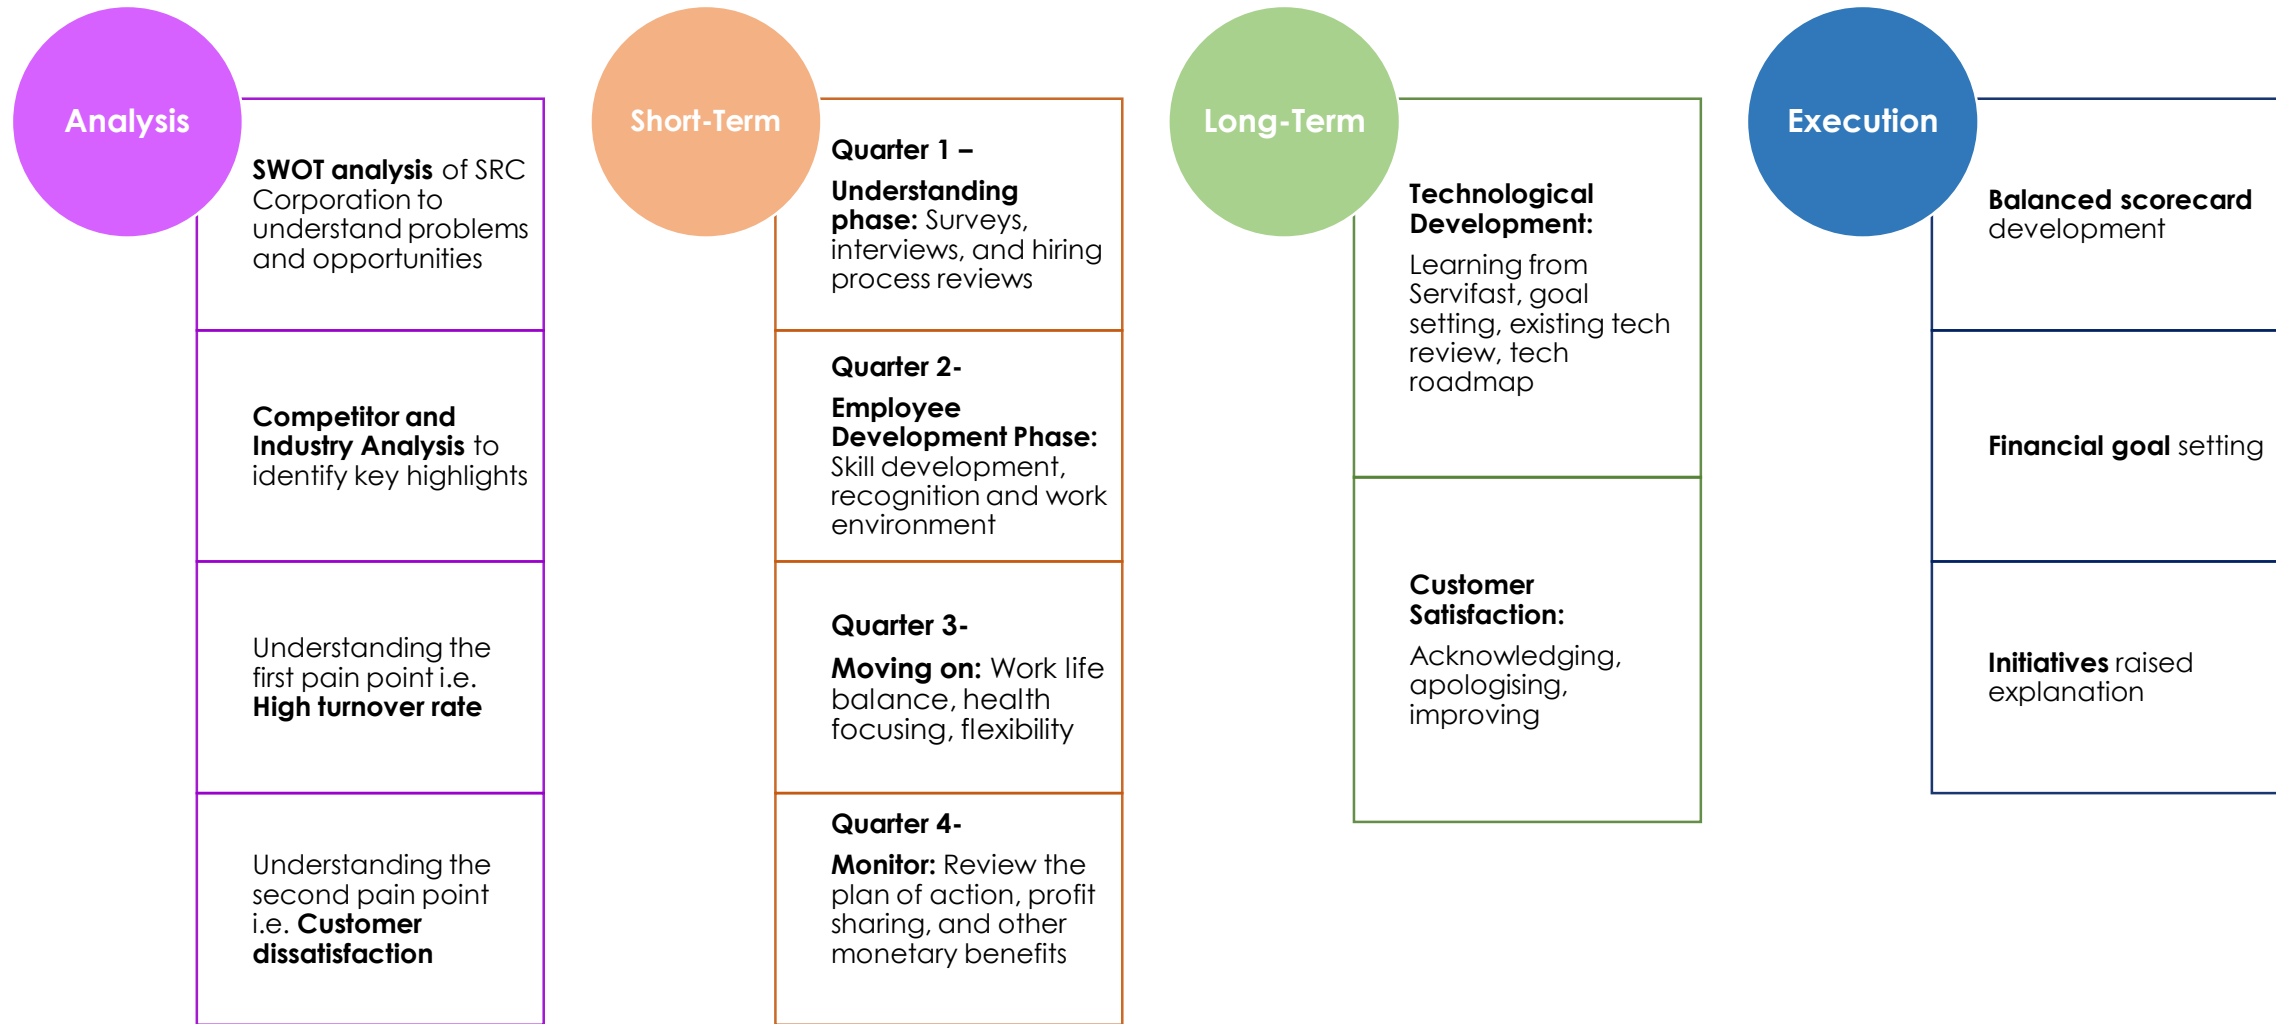 Analysis
SWOT analysis of SRC
Corporation to
understand problems
and opportunities
Competitor and
Industry Analysis to
identify key highlights
Understanding the
first pain point i.e.
High turnover rate
Understanding the
second pain point
i.e. Customer
dissatisfaction
Short-Term
Quarter 1 –
Understanding
phase: Surveys,
interviews, and hiring
process reviews
Quarter 2-
Employee
Development Phase:
Skill development,
recognition and work
environment
Quarter 3-
Moving on: Work life
balance, health
focusing, flexibility
Quarter 4-
Monitor: Review the
plan of action, profit
sharing, and other
monetary benefits
Long-Term
Technological
Development:
Learning from
Servifast, goal
setting, existing tech
review, tech
roadmap
Customer
Satisfaction:
Acknowledging,
apologising,
improving
Execution
Balanced scorecard
development
Financial goal setting
Initiatives raised
explanation